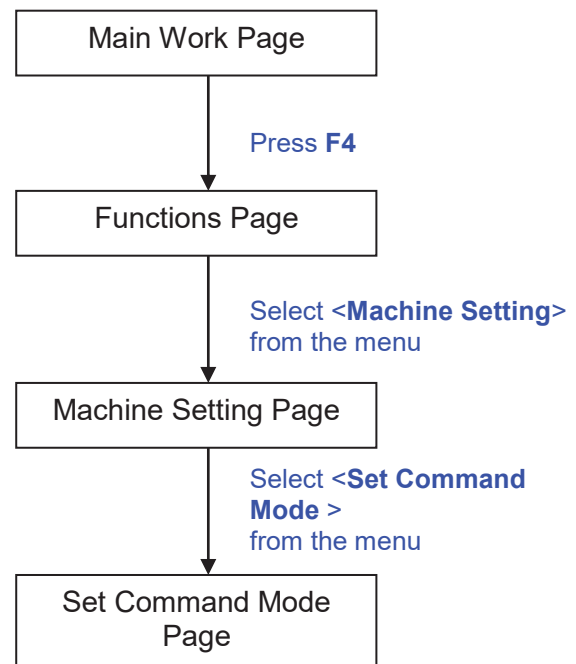 Main Work Page
Press F4
Functions Page
Select <Machine Setting>
from the menu
Machine Setting Page
Select <Set Command
Mode >
from the menu
Set Command Mode
Page